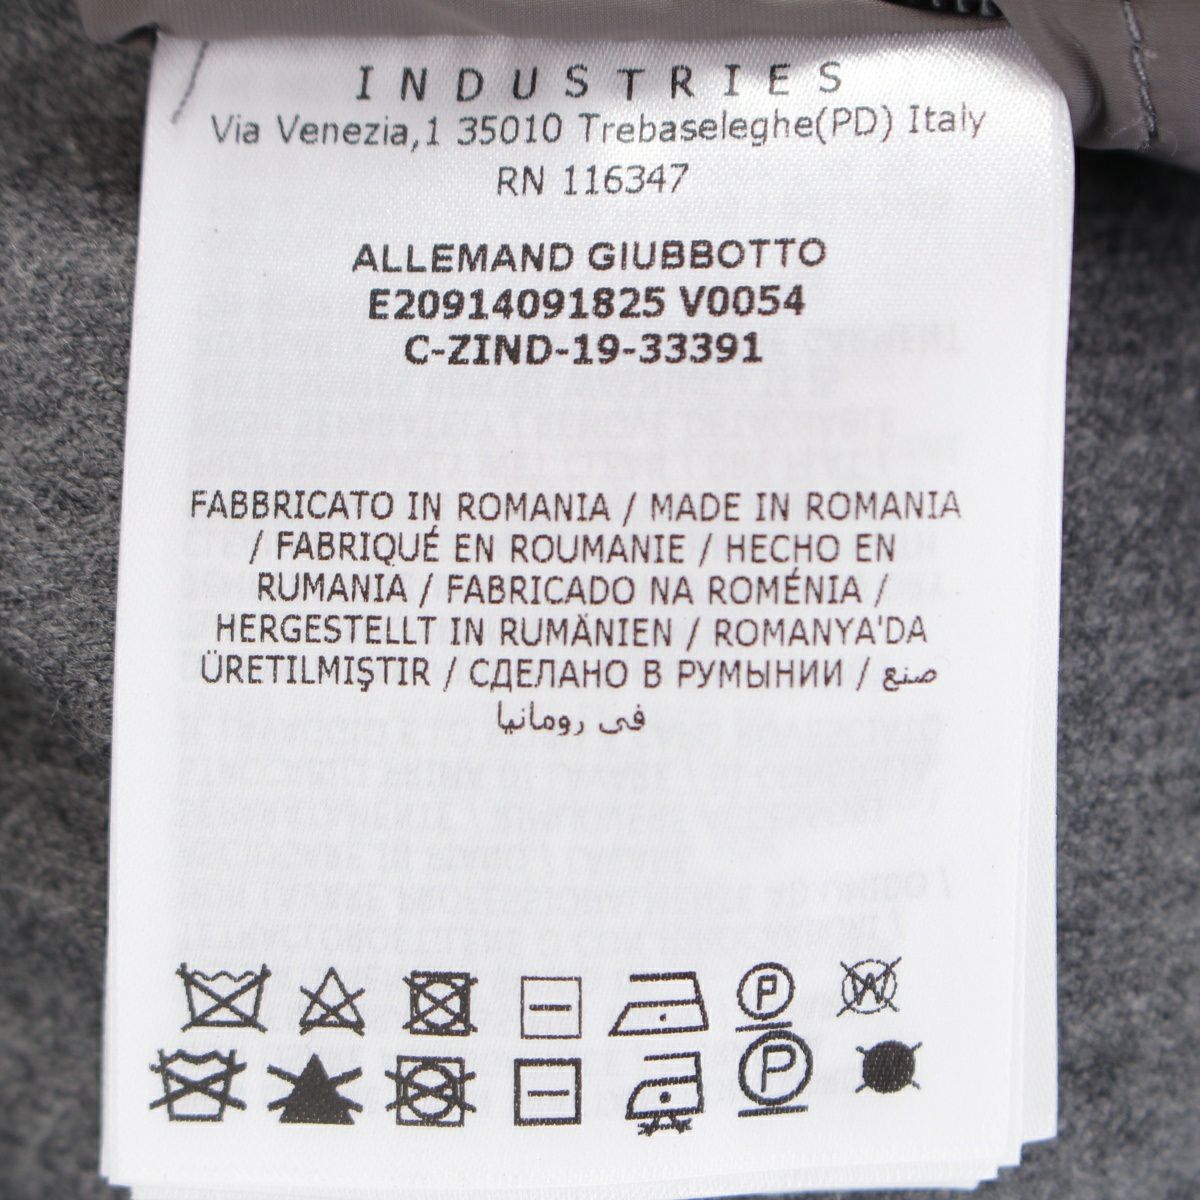 INDUSTRIES
Via Venezia,1 35010 Trebaseleghe(PD) Italy
RN 116347
ALLEMAND GIUBBOTTO
E20914091825 V0054
C-ZIND-19-33391
FABBRICATO IN ROMANIA / MADE IN ROMANIA
/ FABRIQUÉ EN ROUMANIE / HECHO EN
RUMANIA / FABRICADO NA ROMÉNIA /
HERGESTELLT IN RUMÄNIEN / ROMANYA'DA
ÜRETILMIŞTIR / СДЕЛАНО В РУМЫНИИ / صنع
في رومانيا
P W
P